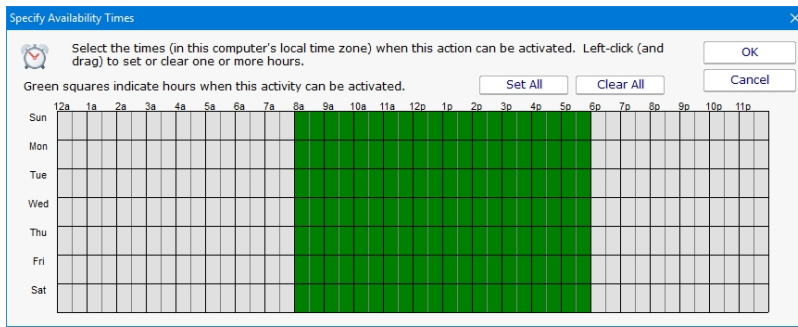 Specify Availability Times
Select the times (in this computer's local time zone) when this action can be activated. Left-click (and
drag) to set or clear one or more hours.
OK
Cancel
Green squares indicate hours when this activity can be activated.
Set All
Clear All
12a 1a 2a 3a 4a 5a 6a 7a 8a 9a 10a 11a 12p 1p 2p 3p 4p 5p 6p 7p 8p 9p 10p 11p
Sun
Mon
Tue
Wed
Thu
Fri
Sat